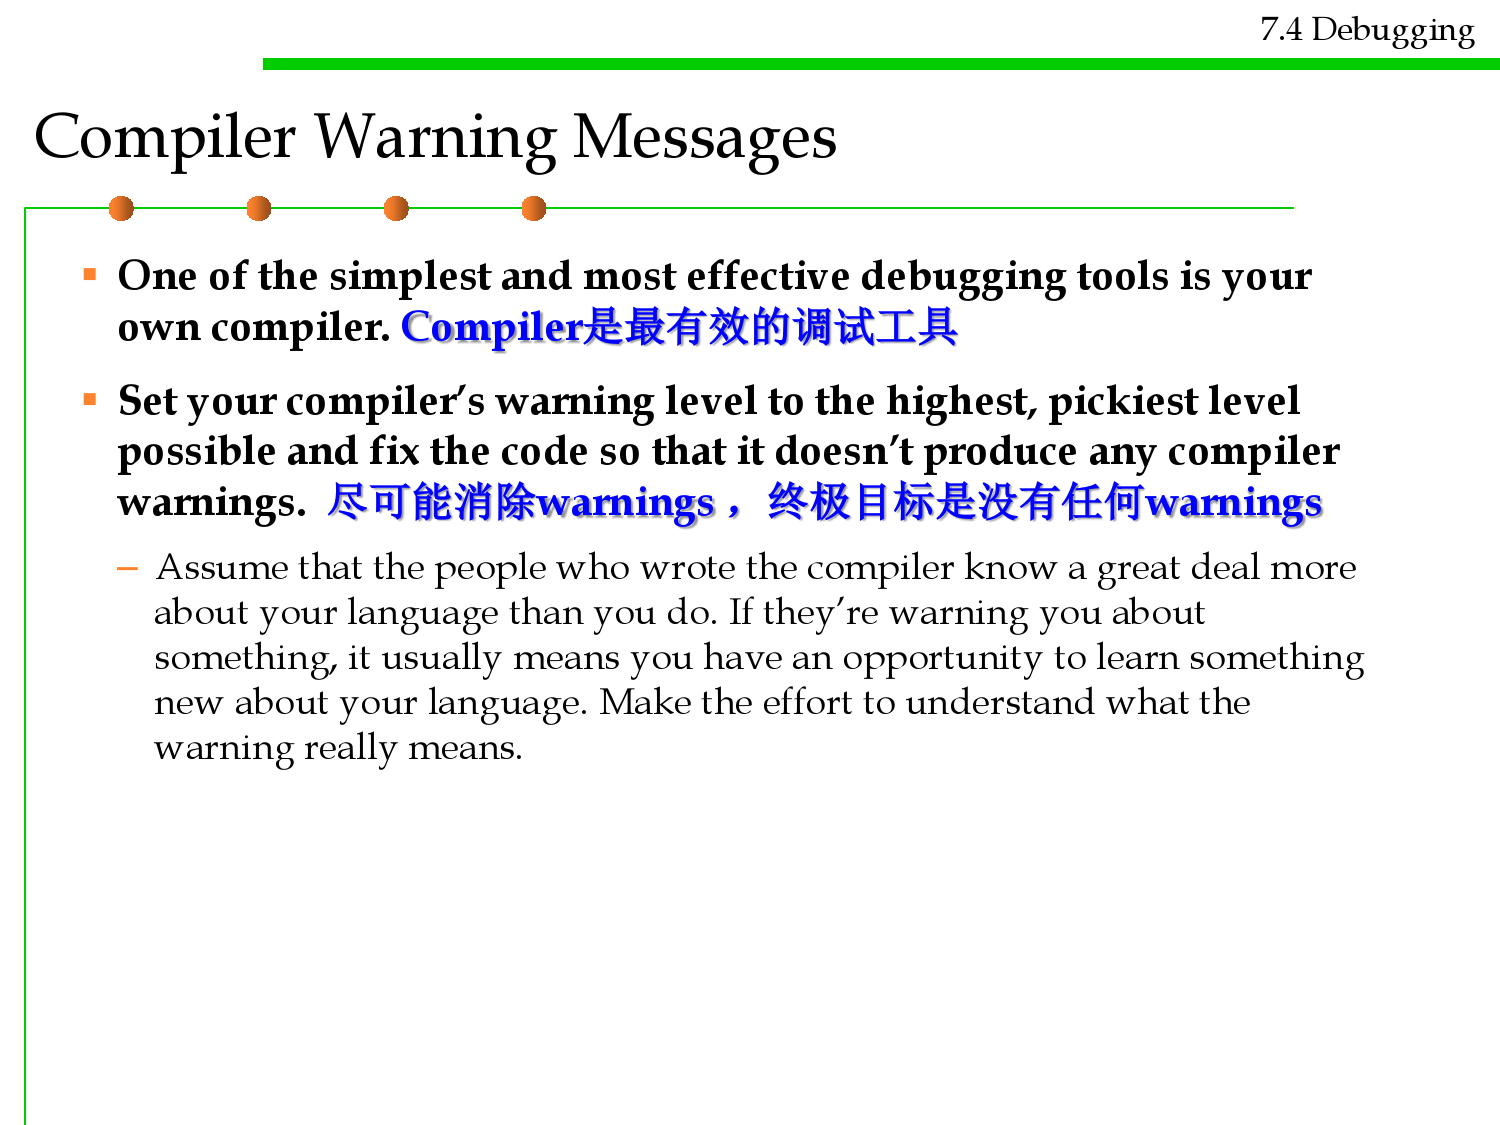 7.4 Debugging
Compiler Warning Messages
▪ One of the simplest and most effective debugging tools is your
own compiler. Compiler是最有效的调试工具
▪ Set your compiler’s warning level to the highest, pickiest level
possible and fix the code so that it doesn’t produce any compiler
warnings. 尽可能消除warnings，终极目标是没有任何warnings
– Assume that the people who wrote the compiler know a great deal more
about your language than you do. If they’re warning you about
something, it usually means you have an opportunity to learn something
new about your language. Make the effort to understand what the
warning really means.